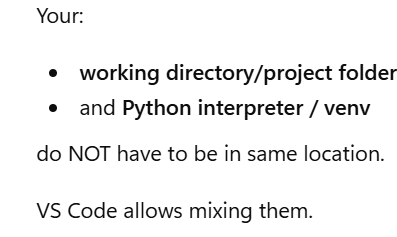 Your:
• working directory/project folder
• and Python interpreter / venv
do NOT have to be in same location.
VS Code allows mixing them.